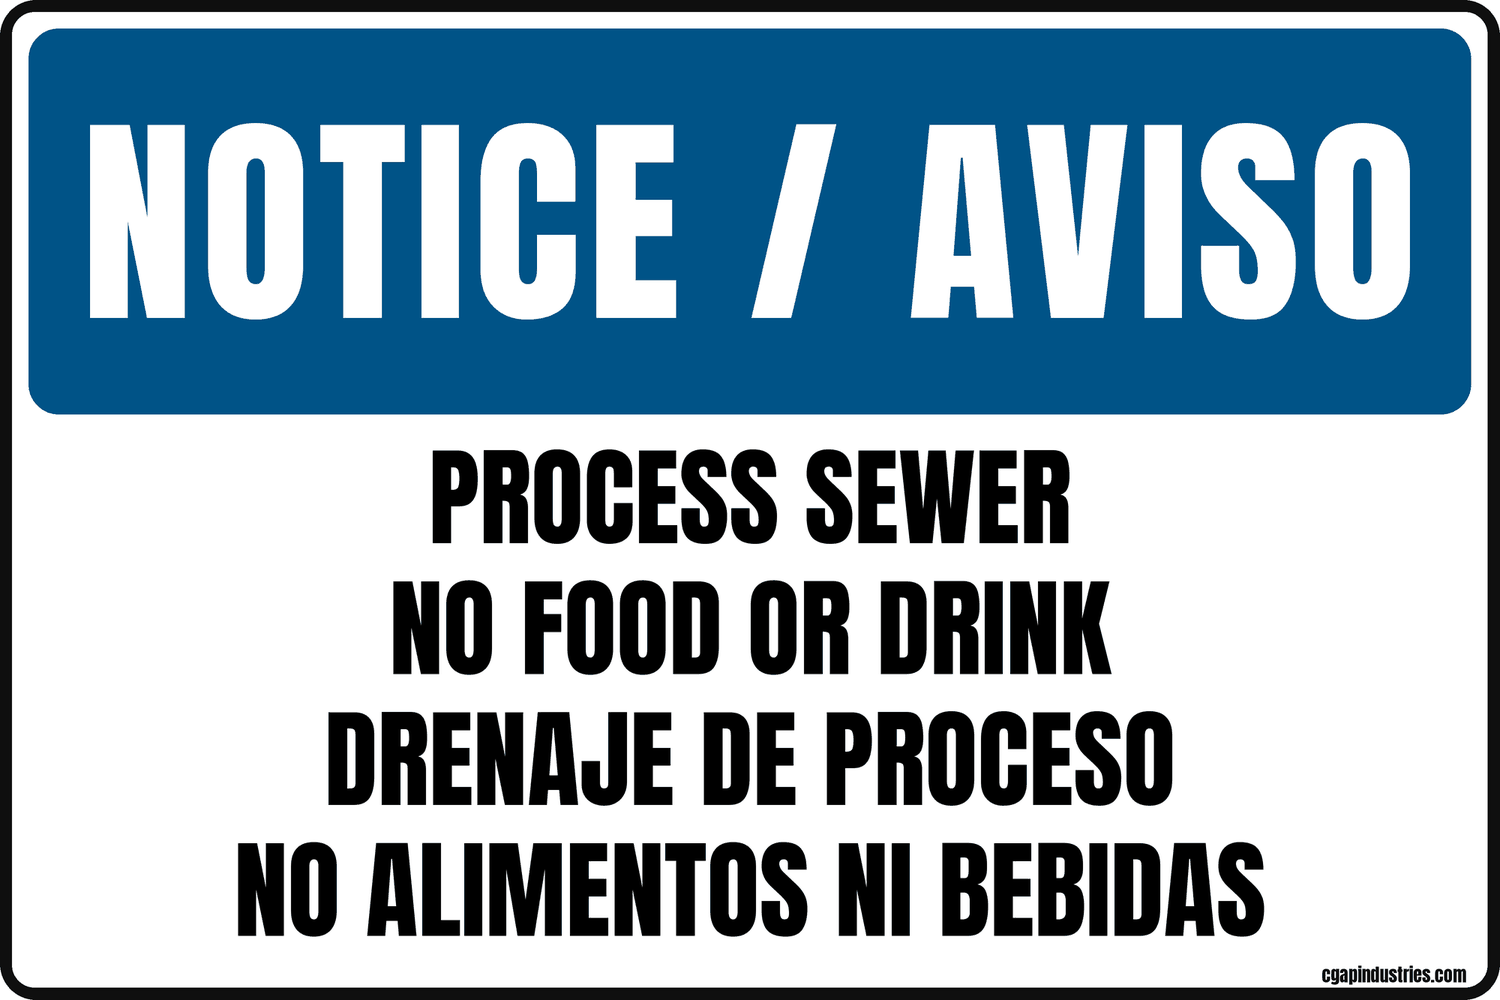 NOTICE / AVISO
PROCESS SEWER
NO FOOD OR DRINK
DRENAJE DE PROCESO
NO ALIMENTOS NI BEBIDAS
cgapindustries.com